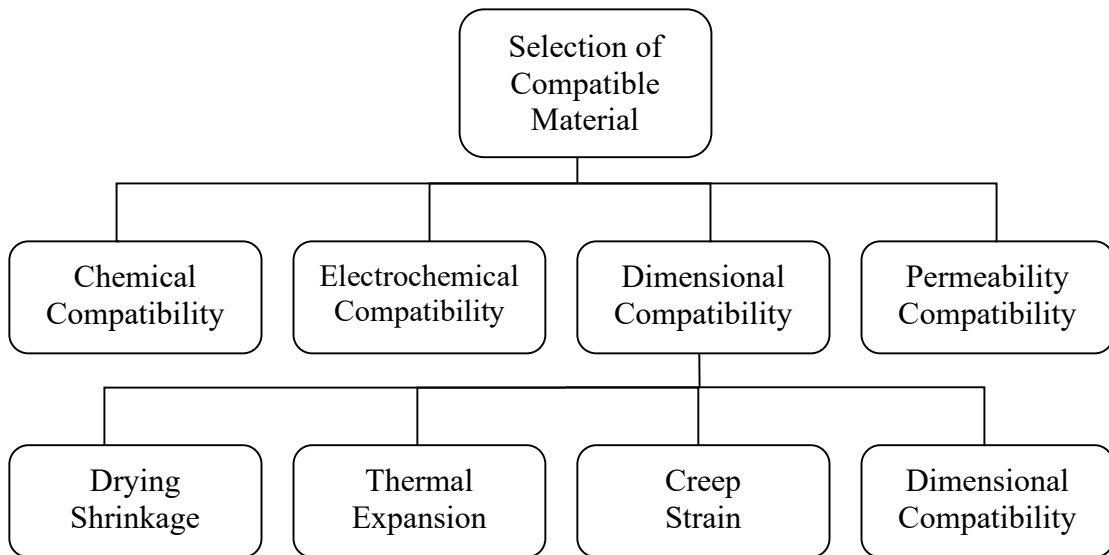 Selection of
Compatible
Material
Chemical
Compatibility
Electrochemical
Compatibility
Dimensional
Compatibility
Permeability
Compatibility
Drying
Shrinkage
Thermal
Expansion
Creep
Strain
Dimensional
Compatibility